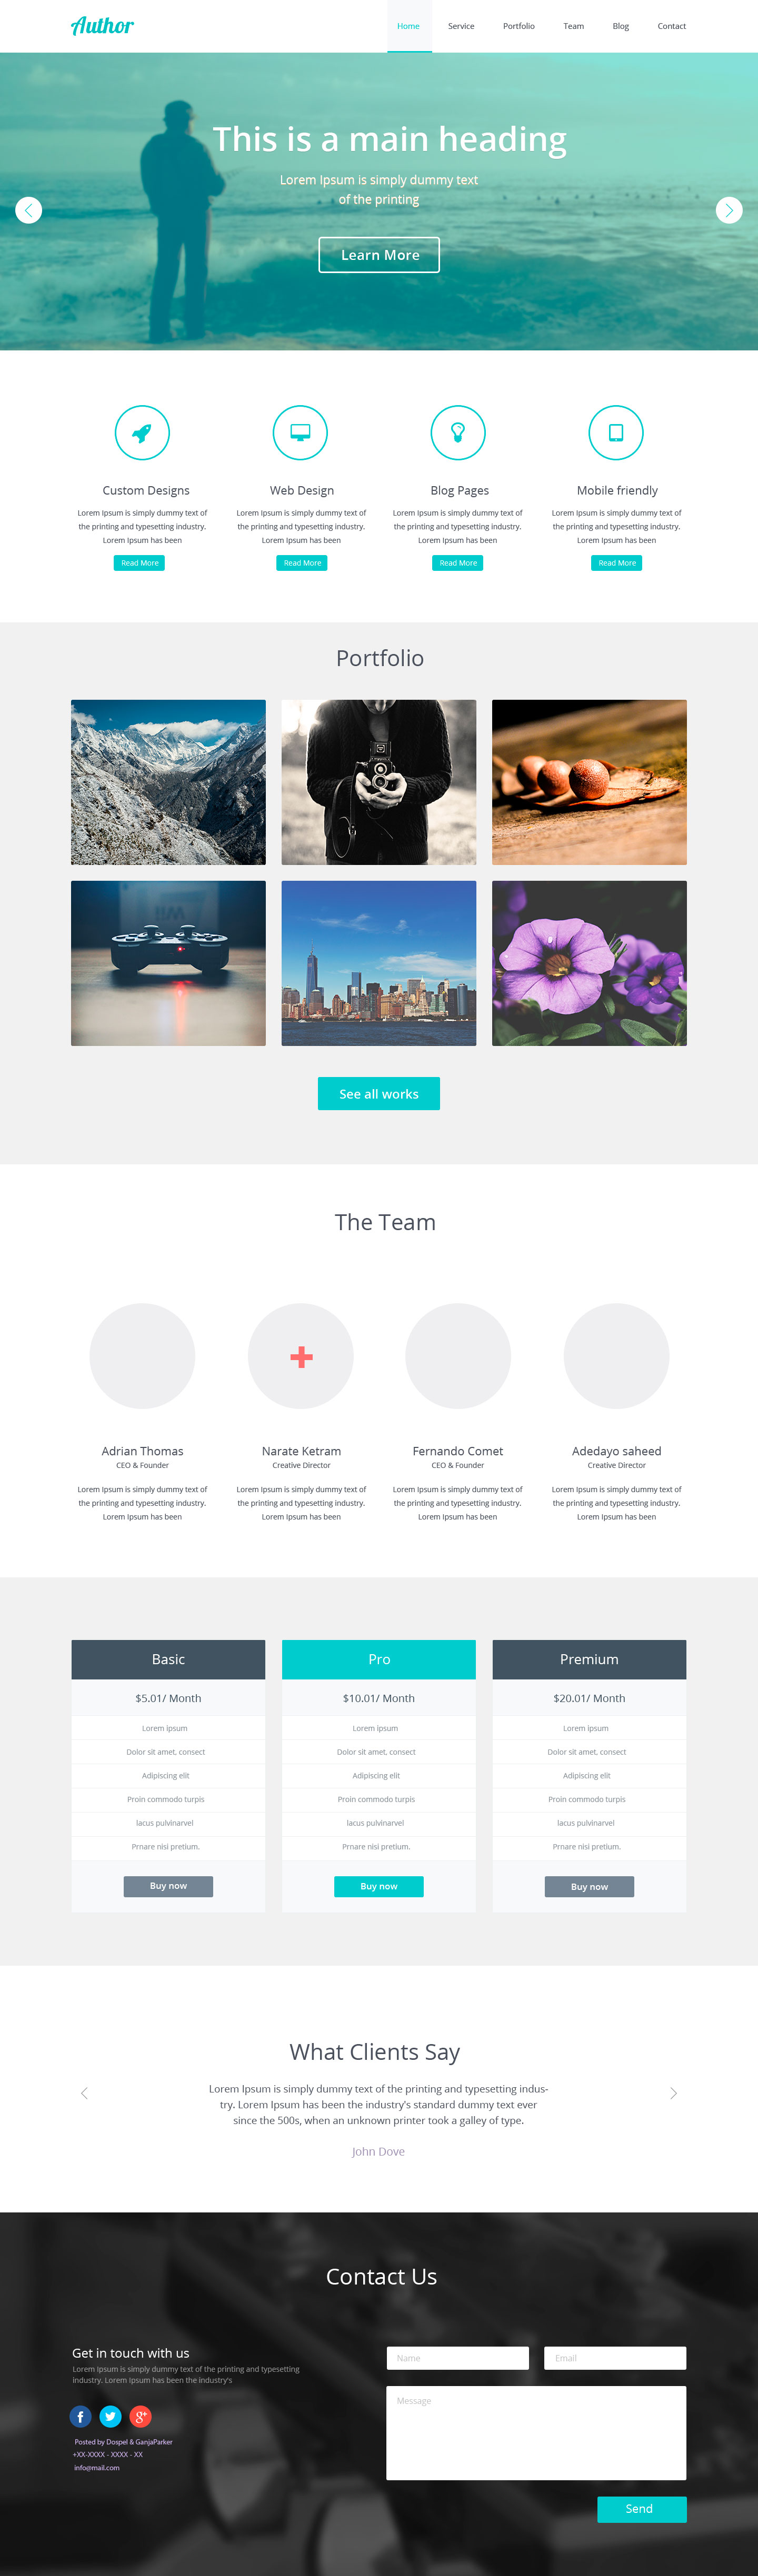 Author
Home Service Portfolio Team Blog Contact
This is a main heading
Lorem Ipsum is simply dummy text
of the printing
Learn More
Custom Designs
Lorem Ipsum is simply dummy text of
the printing and typesetting industry.
Lorem Ipsum has been
Read More
Web Design
Lorem Ipsum is simply dummy text of
the printing and typesetting industry.
Lorem Ipsum has been
Read More
Blog Pages
Lorem Ipsum is simply dummy text of
the printing and typesetting industry.
Lorem Ipsum has been
Read More
Mobile friendly
Lorem Ipsum is simply dummy text of
the printing and typesetting industry.
Lorem Ipsum has been
Read More
Portfolio
See all works
The Team
Adrian Thomas
CEO & Founder
Lorem Ipsum is simply dummy text of
the printing and typesetting industry.
Lorem Ipsum has been
Narate Ketram
Creative Director
Lorem Ipsum is simply dummy text of
the printing and typesetting industry.
Lorem Ipsum has been
Fernando Comet
CEO & Founder
Lorem Ipsum is simply dummy text of
the printing and typesetting industry.
Lorem Ipsum has been
Adedayo saheed
Creative Director
Lorem Ipsum is simply dummy text of
the printing and typesetting industry.
Lorem Ipsum has been
Basic
$5.01/ Month
Lorem ipsum
Dolor sit amet, consect
Adipiscing elit
Proin commodo turpis
lacus pulvinarvel
Prnare nisi pretium.
Buy now
Pro
$10.01/ Month
Lorem ipsum
Dolor sit amet, consect
Adipiscing elit
Proin commodo turpis
lacus pulvinarvel
Prnare nisi pretium.
Buy now
Premium
$20.01/ Month
Lorem ipsum
Dolor sit amet, consect
Adipiscing elit
Proin commodo turpis
lacus pulvinarvel
Prnare nisi pretium.
Buy now
What Clients Say
Lorem Ipsum is simply dummy text of the printing and typesetting indus-
try. Lorem Ipsum has been the industry's standard dummy text ever
since the 500s, when an unknown printer took a galley of type.
John Dove
Contact Us
Get in touch with us
Lorem Ipsum is simply dummy text of the printing and typesetting
industry. Lorem Ipsum has been the industry's
f g+
Posted by Dospel & GanjaParker
+XX-XXXX - XXXX - XX
info@mail.com
Name
Email
Message
Send